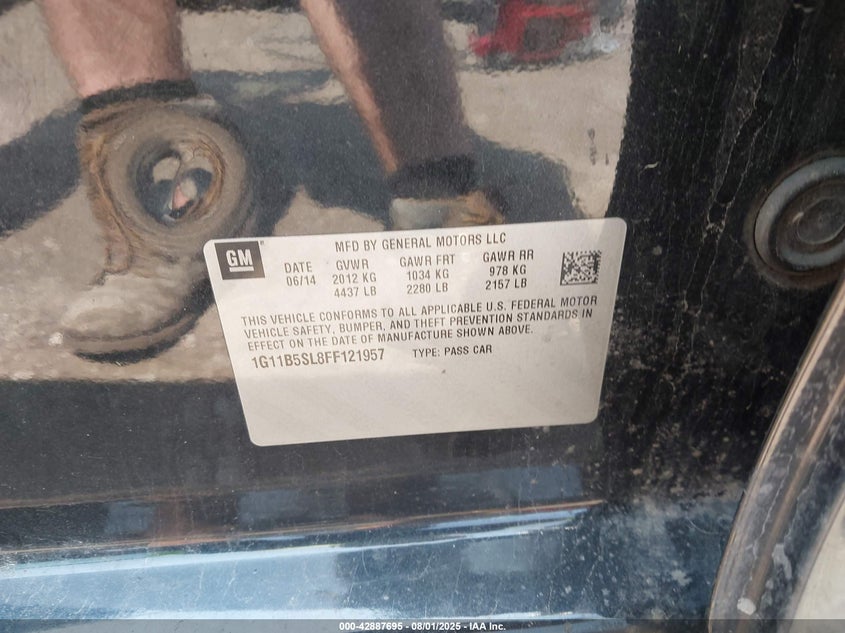 GM
MFD BY GENERAL MOTORS LLC
DATE GVWR GAWR FRT GAWR RR
06/14 2012 KG 1034 KG 978 KG
4437 LB 2280 LB 2157 LB
THIS VEHICLE CONFORMS TO ALL APPLICABLE U.S. FEDERAL MOTOR
VEHICLE SAFETY, BUMPER, AND THEFT PREVENTION STANDARDS IN
EFFECT ON THE DATE OF MANUFACTURE SHOWN ABOVE.
1G11B5SL8FF121957 TYPE: PASS CAR
000-42887695 - 08/01/2025 - IAA Inc.